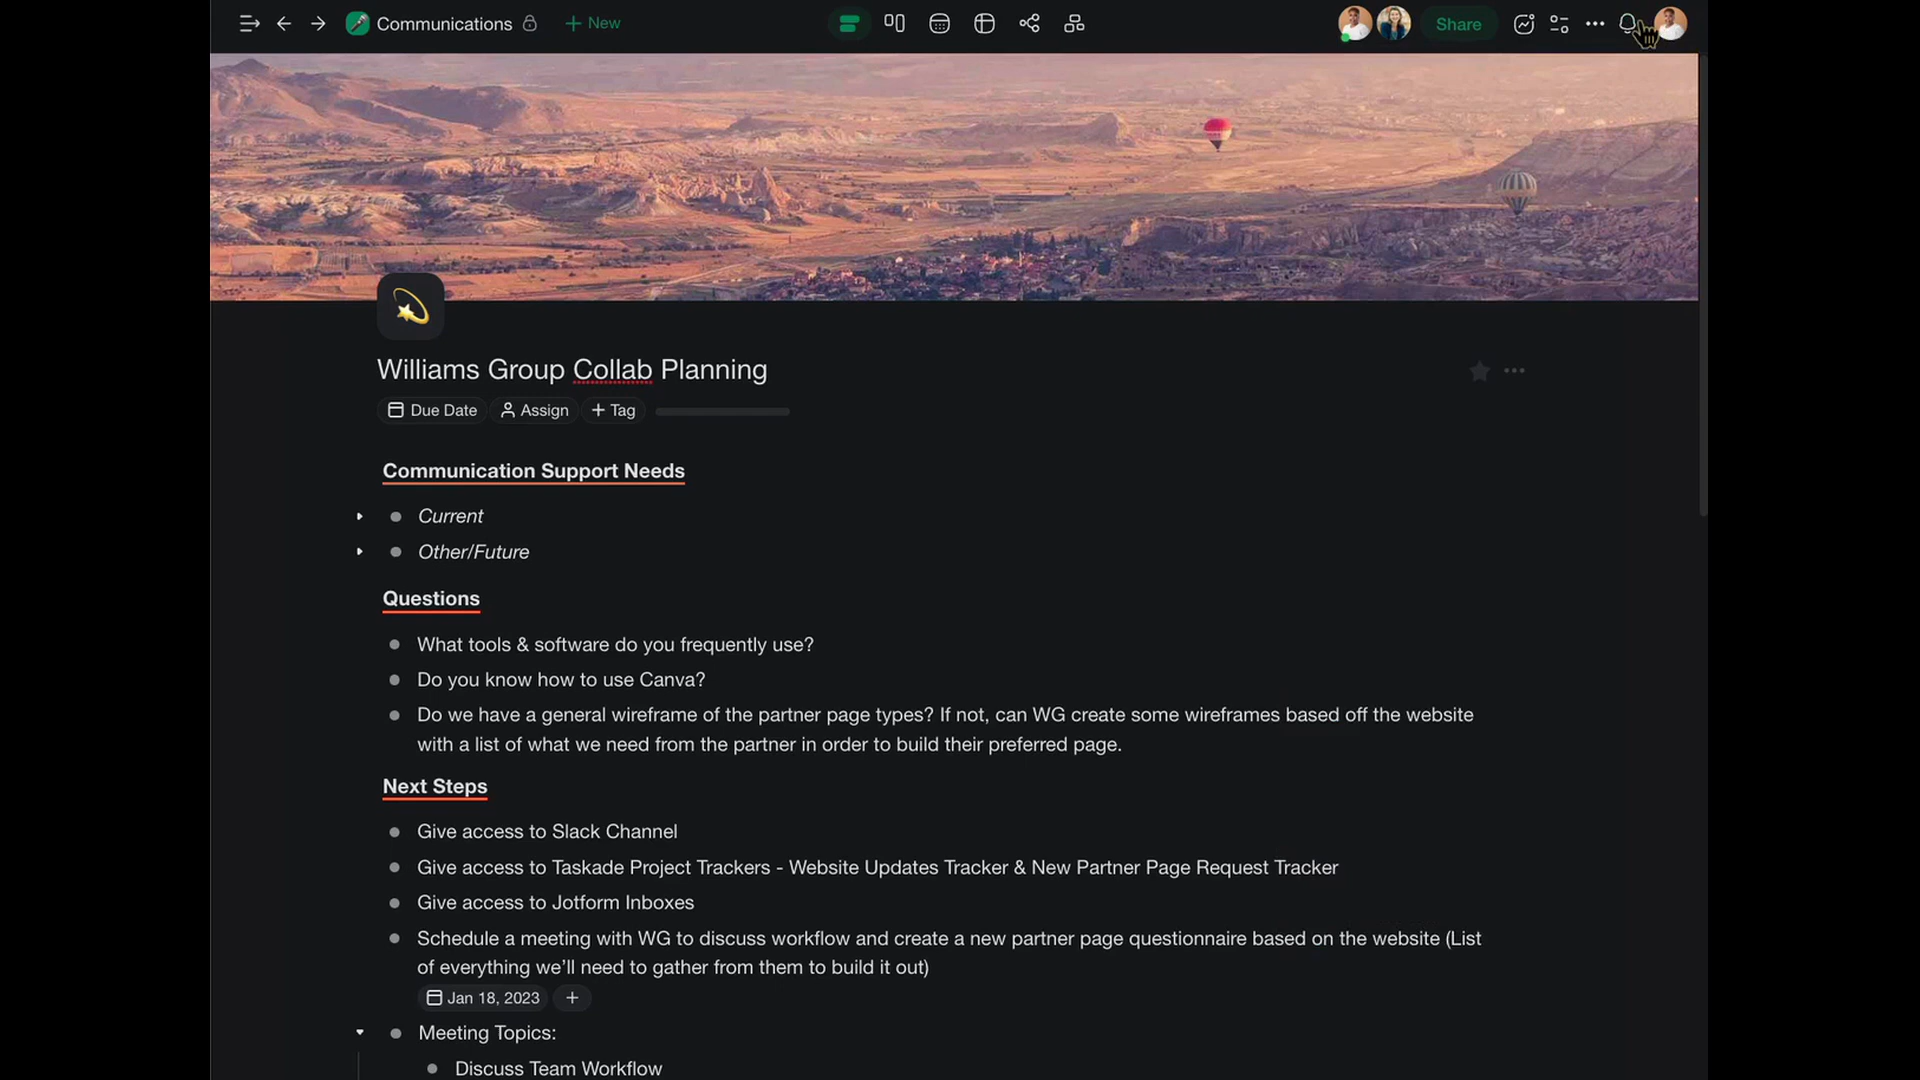 Communications
New
Share
Williams Group Collab Planning
Due Date
Assign
Tag
Communication Support Needs
Current
Other/Future
Questions
What tools & software do you frequently use?
Do you know how to use Canva?
Do we have a general wireframe of the partner page types? If not, can WG create some wireframes based off the website
with a list of what we need from the partner in order to build their preferred page.
Next Steps
Give access to Slack Channel
Give access to Taskade Project Trackers - Website Updates Tracker & New Partner Page Request Tracker
Give access to Jotform Inboxes
Schedule a meeting with WG to discuss workflow and create a new partner page questionnaire based on the website (List
of everything we’ll need to gather from them to build it out)
Jan 18, 2023
Meeting Topics:
Discuss Team Workflow